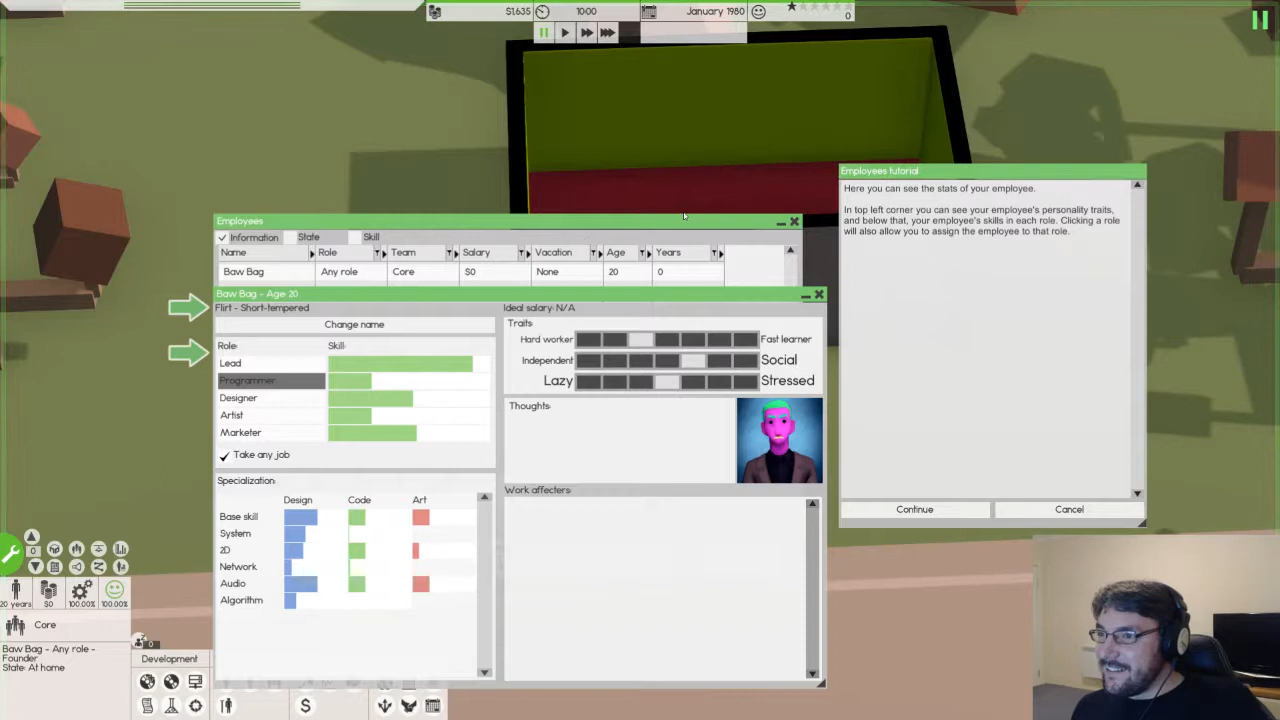 $1,635
10:00
January 1980
0
Employees tutorial
Here you can see the stats of your employee.
In top left corner you can see your employee's personality traits,
and below that, your employee's skills in each role. Clicking a role
will also allow you to assign the employee to that role.
Continue
Cancel
Employees
Information State Skill
Name Role Team Salary Vacation Age Years
Baw Bag Any role Core $0 None 20 0
Baw Bag - Age 20
Flirt - Short-tempered
Change name
Role: Skill:
Lead
Programmer
Designer
Artist
Marketer
Take any job
Specialization:
Design Code Art
Base skill
System
2D
Network
Audio
Algorithm
Ideal salary: N/A
Traits:
Hard worker Fast learner
Independent Social
Lazy Stressed
Thoughts:
Work affecters:
0
20 years $0 100.00% 100.00%
Core
Baw Bag - Any role -
Founder
State: At home
0
Development